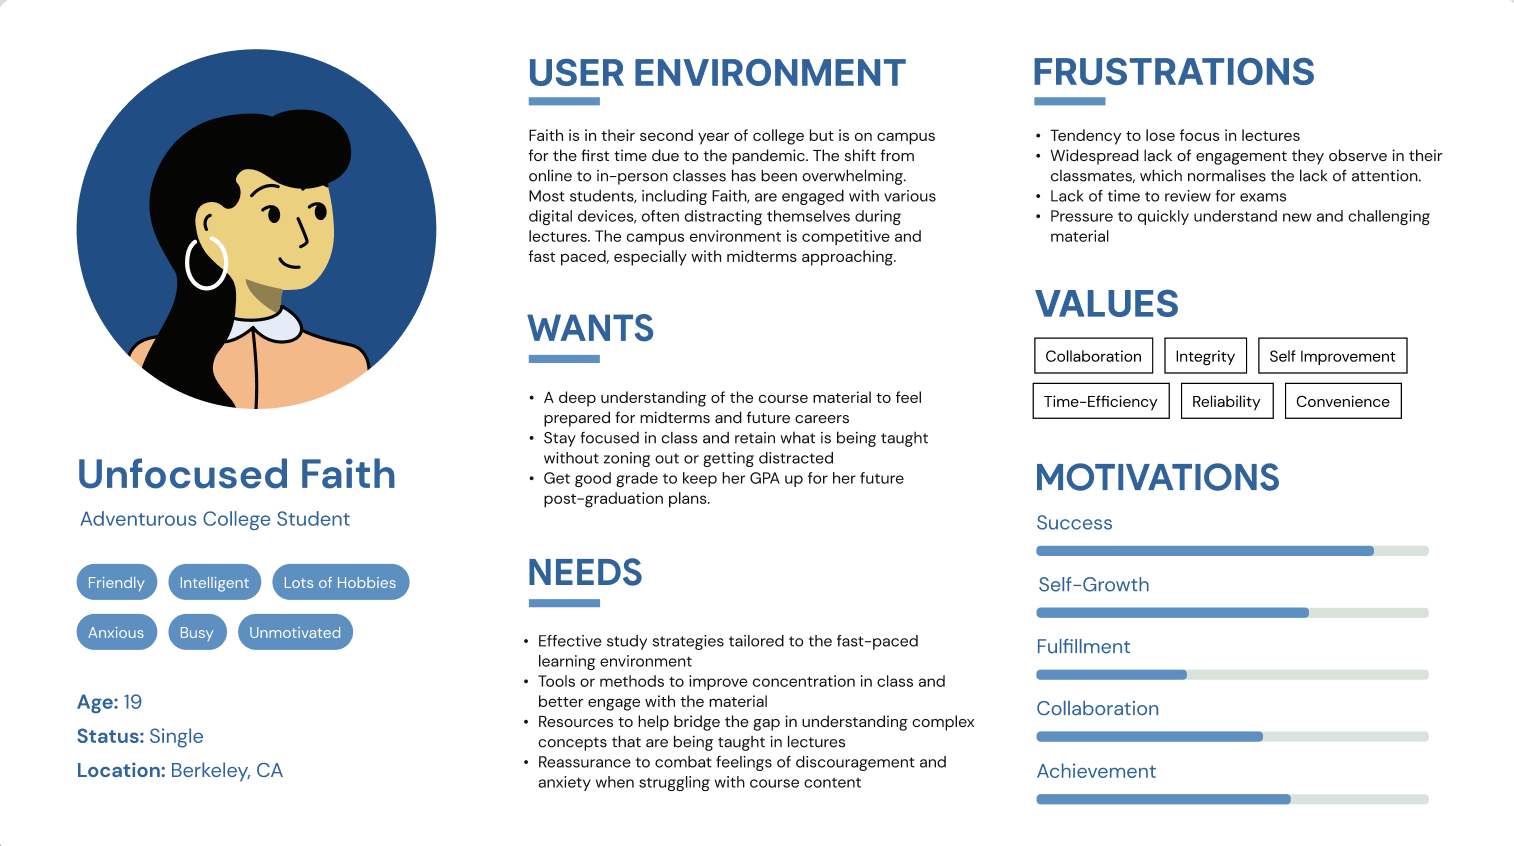 Unfocused Faith
Adventurous College Student
Friendly
Intelligent
Lots of Hobbies
Anxious
Busy
Unmotivated
Age: 19
Status: Single
Location: Berkeley, CA
USER ENVIRONMENT
Faith is in their second year of college but is on campus
for the first time due to the pandemic. The shift from
online to in-person classes has been overwhelming.
Most students, including Faith, are engaged with various
digital devices, often distracting themselves during
lectures. The campus environment is competitive and
fast paced, especially with midterms approaching.
WANTS
• A deep understanding of the course material to feel
prepared for midterms and future careers
• Stay focused in class and retain what is being taught
without zoning out or getting distracted
• Get good grade to keep her GPA up for her future
post-graduation plans.
NEEDS
• Effective study strategies tailored to the fast-paced
learning environment
• Tools or methods to improve concentration in class and
better engage with the material
• Resources to help bridge the gap in understanding complex
concepts that are being taught in lectures
• Reassurance to combat feelings of discouragement and
anxiety when struggling with course content
FRUSTRATIONS
• Tendency to lose focus in lectures
• Widespread lack of engagement they observe in their
classmates, which normalises the lack of attention.
• Lack of time to review for exams
• Pressure to quickly understand new and challenging
material
VALUES
Collaboration
Integrity
Self Improvement
Time-Efficiency
Reliability
Convenience
MOTIVATIONS
Success
Self-Growth
Fulfillment
Collaboration
Achievement